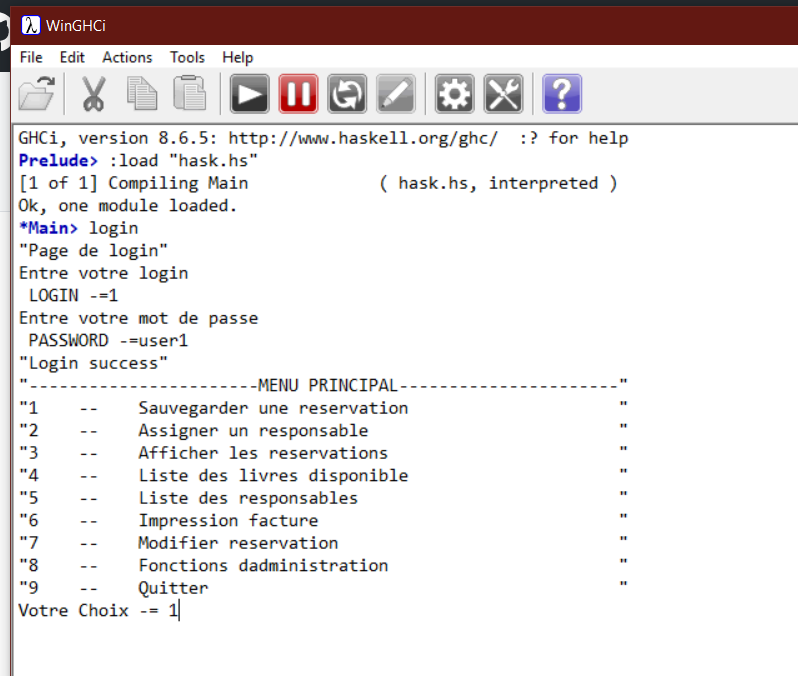 WinGHCi
File Edit Actions Tools Help
GHCi, version 8.6.5: http://www.haskell.org/ghc/  :? for help
Prelude> :load "hask.hs"
[1 of 1] Compiling Main             ( hask.hs, interpreted )
Ok, one module loaded.
*Main> login
"Page de login"
Entre votre login
 LOGIN -=1
Entre votre mot de passe
 PASSWORD -=user1
"Login success"
"-----------------------MENU PRINCIPAL----------------------"
"1    --    Sauvegarder une reservation                     "
"2    --    Assigner un responsable                         "
"3    --    Afficher les reservations                       "
"4    --    Liste des livres disponible                     "
"5    --    Liste des responsables                          "
"6    --    Impression facture                              "
"7    --    Modifier reservation                            "
"8    --    Fonctions dadministration                       "
"9    --    Quitter                                         "
Votre Choix -= 1